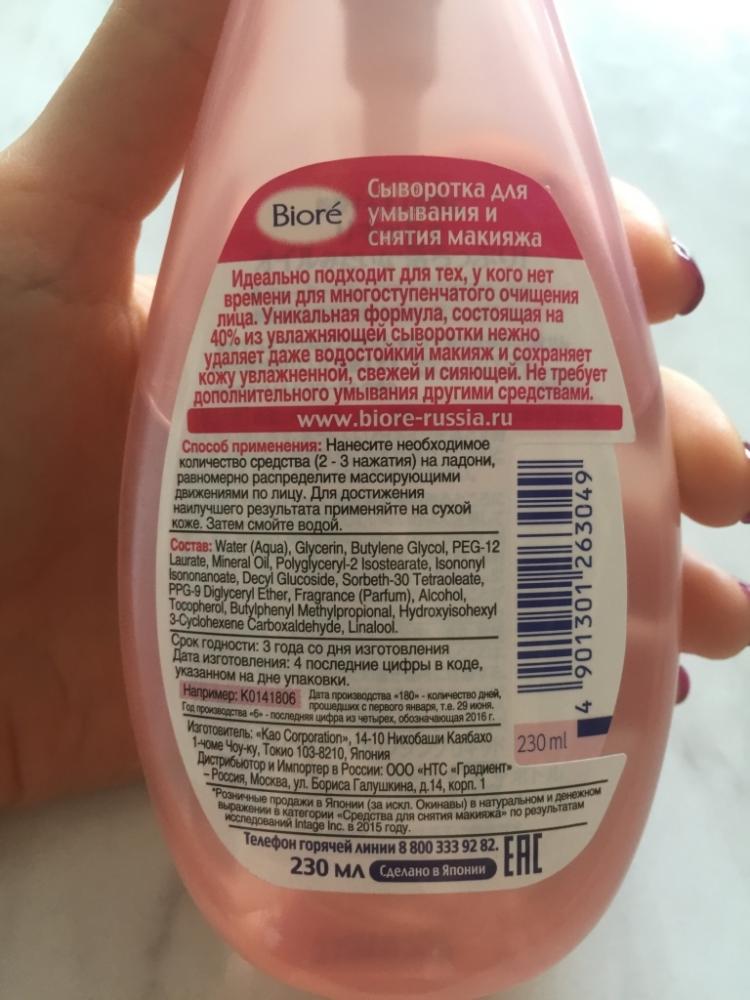 Bioré
Сыворотка для
умывания и
снятия макияжа
Идеально подходит для тех, у кого нет
времени для многоступенчатого очищения
лица. Уникальная формула, состоящая на
40% из увлажняющей сыворотки нежно
удаляет даже водостойкий макияж и сохраняет
кожу увлажненной, свежей и сияющей. Не требует
дополнительного умывания другими средствами.
www.biore-russia.ru
Способ применения: Нанесите необходимое
количество средства (2 - 3 нажатия) на ладони,
равномерно распределите массирующими
движениями по лицу. Для достижения
наилучшего результата применяйте на сухой
коже. Затем смойте водой.
Состав: Water (Aqua), Glycerin, Butylene Glycol, PEG-12
Laurate, Mineral Oil, Polyglyceryl-2 Isostearate, Isononyl
Isononanoate, Decyl Glucoside, Sorbeth-30 Tetraoleate,
PPG-9 Diglyceryl Ether, Fragrance (Parfum), Alcohol,
Tocopherol, Butylphenyl Methylpropional, Hydroxyisohexyl
3-Cyclohexene Carboxaldehyde, Linalool.
Срок годности: 3 года со дня изготовления
Дата изготовления: 4 последние цифры в коде,
указанном на дне упаковки.
Например: K0141806 Дата производства «180» - количество дней,
прошедших с первого января, т.е. 29 июня.
Год производства «6» - последняя цифра из четырех, обозначающая 2016 г.
Изготовитель: «Kao Corporation», 14-10 Нихобаши Каябахо
1-чоме Чоу-ку, Токио 103-8210, Япония
Дистрибьютор и Импортер в России: ООО «НТС «Градиент»
– Россия, Москва, ул. Бориса Галушкина, д.14, корп. 1
*Розничные продажи в Японии (за искл. Окинавы) в натуральном и денежном
выражении в категории «Средства для снятия макияжа» по результатам
исследований Intage Inc. в 2015 году.
Телефон горячей линии 8 800 333 92 82.
230 мл Сделано в Японии EAC
4 901301 263049
230 ml